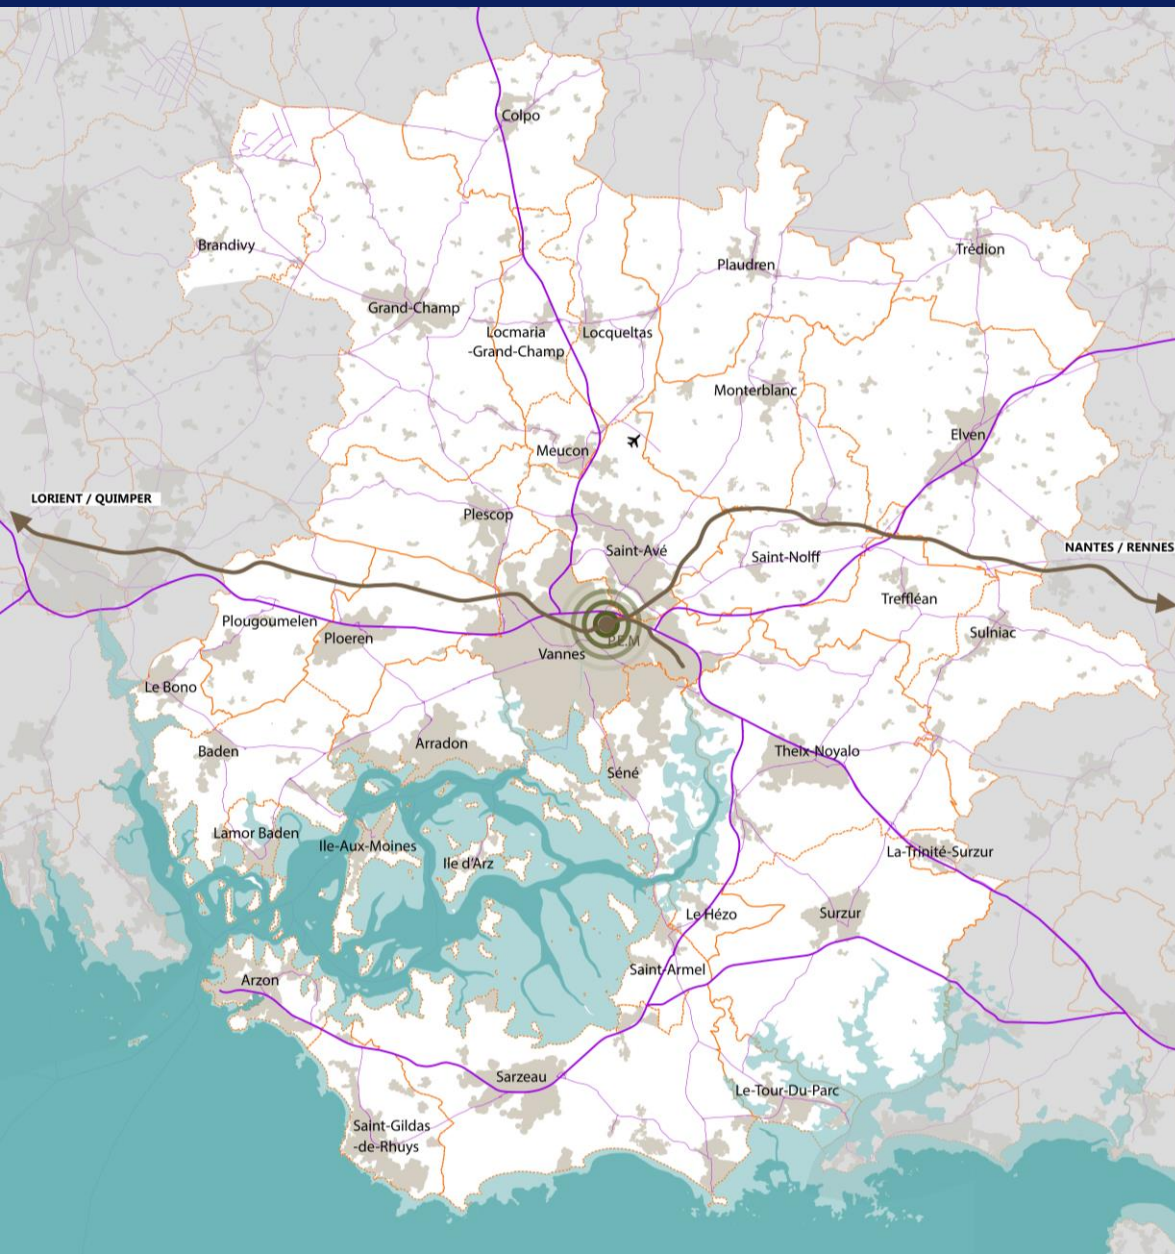 Colpo
Brandivy
Trédion
Plaudren
Grand-Champ
Locmaria
-Grand-Champ
Locqueltas
Monterblanc
Elven
Meucon
LORIENT / QUIMPER
Plescop
Saint-Avé
Saint-Nolff
NANTES / RENNES
Treffléan
Plougoumelen
Ploeren
P.E.M
Sulniac
Vannes
Le Bono
Baden
Arradon
Séné
Theix-Noyalo
Lamor Baden
Ile-Aux-Moines
Ile d'Arz
La-Trinité-Surzur
Le Hézo
Surzur
Saint-Armel
Arzon
Sarzeau
Le-Tour-Du-Parc
Saint-Gildas
-de-Rhuys